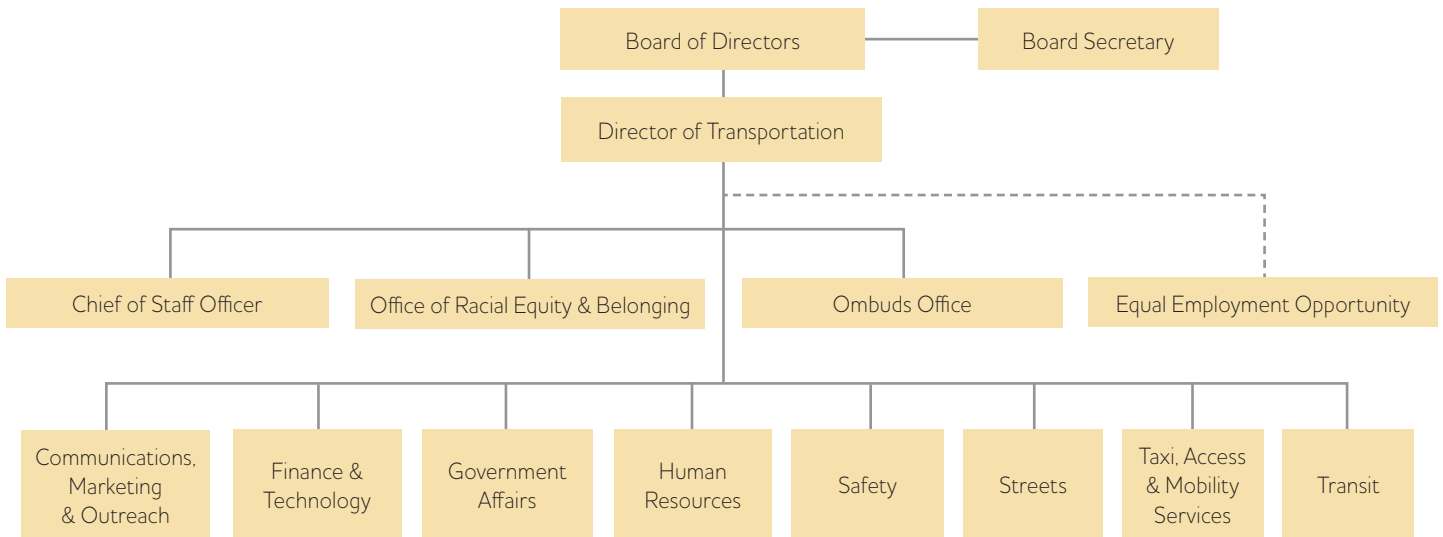 Board of Directors
Board Secretary
Director of Transportation
Chief of Staff Officer
Office of Racial Equity & Belonging
Ombuds Office
Equal Employment Opportunity
Communications,
Marketing
& Outreach
Finance &
Technology
Government
Affairs
Human
Resources
Safety
Streets
Taxi, Access
& Mobility
Services
Transit